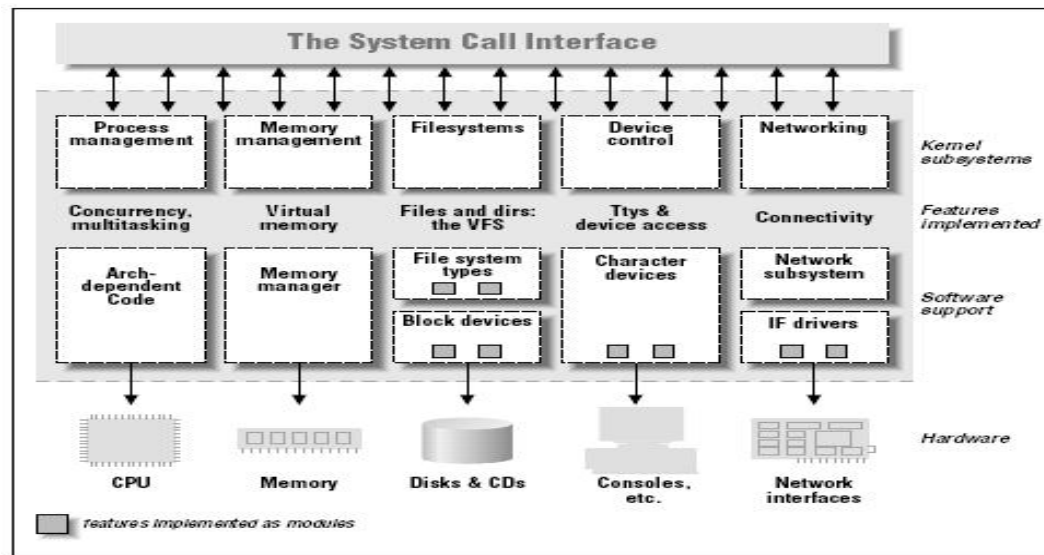 The System Call Interface
Process
management
Memory
management
Filesystems
Device
control
Networking
Kernel
subsystems
Concurrency,
multitasking
Virtual
memory
Files and dirs:
the VFS
Ttys &
device access
Connectivity
Features
implemented
Arch-
dependent
Code
Memory
manager
File system
types
Block devices
Character
devices
Network
subsystem
IF drivers
Software
support
CPU
Memory
Disks & CDs
Consoles,
etc.
Network
interfaces
Hardware
features implemented as modules